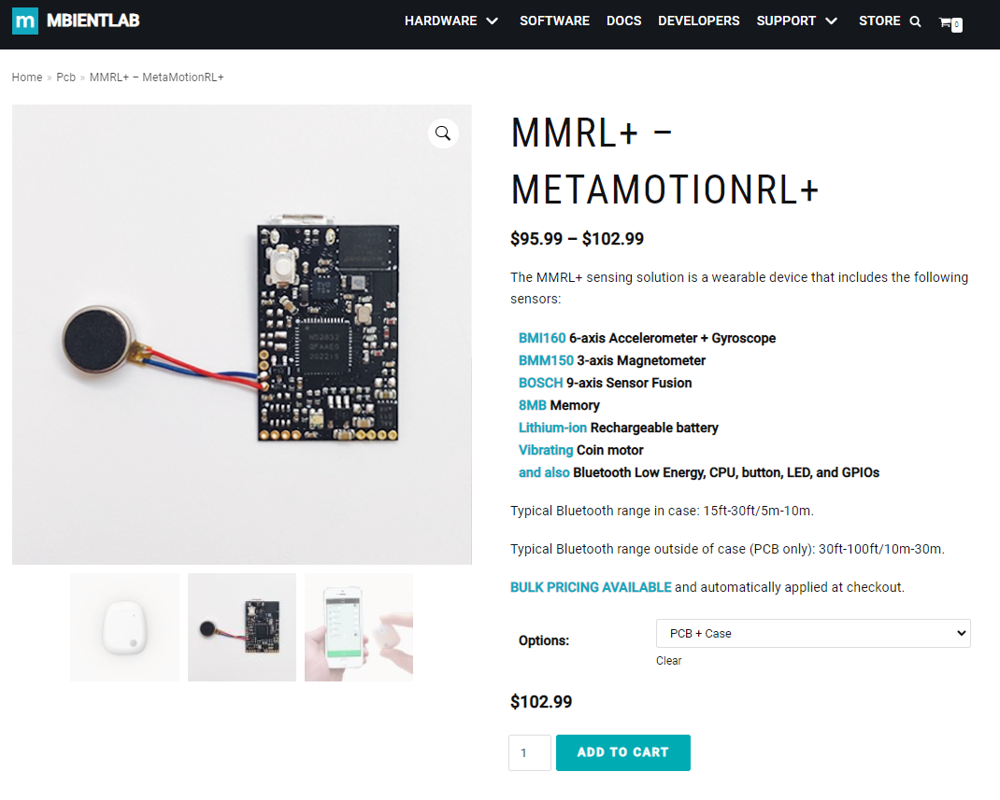 m MBIENTLAB
HARDWARE SOFTWARE DOCS DEVELOPERS SUPPORT STORE 0
Home » Pcb » MMRL+ – MetaMotionRL+
MMRL+ –
METAMOTIONRL+
$95.99 – $102.99
The MMRL+ sensing solution is a wearable device that includes the following
sensors:
BMI160 6-axis Accelerometer + Gyroscope
BMM150 3-axis Magnetometer
BOSCH 9-axis Sensor Fusion
8MB Memory
Lithium-ion Rechargeable battery
Vibrating Coin motor
and also Bluetooth Low Energy, CPU, button, LED, and GPIOs
Typical Bluetooth range in case: 15ft-30ft/5m-10m.
Typical Bluetooth range outside of case (PCB only): 30ft-100ft/10m-30m.
BULK PRICING AVAILABLE and automatically applied at checkout.
Options: PCB + Case
Clear
$102.99
1 ADD TO CART
N52832